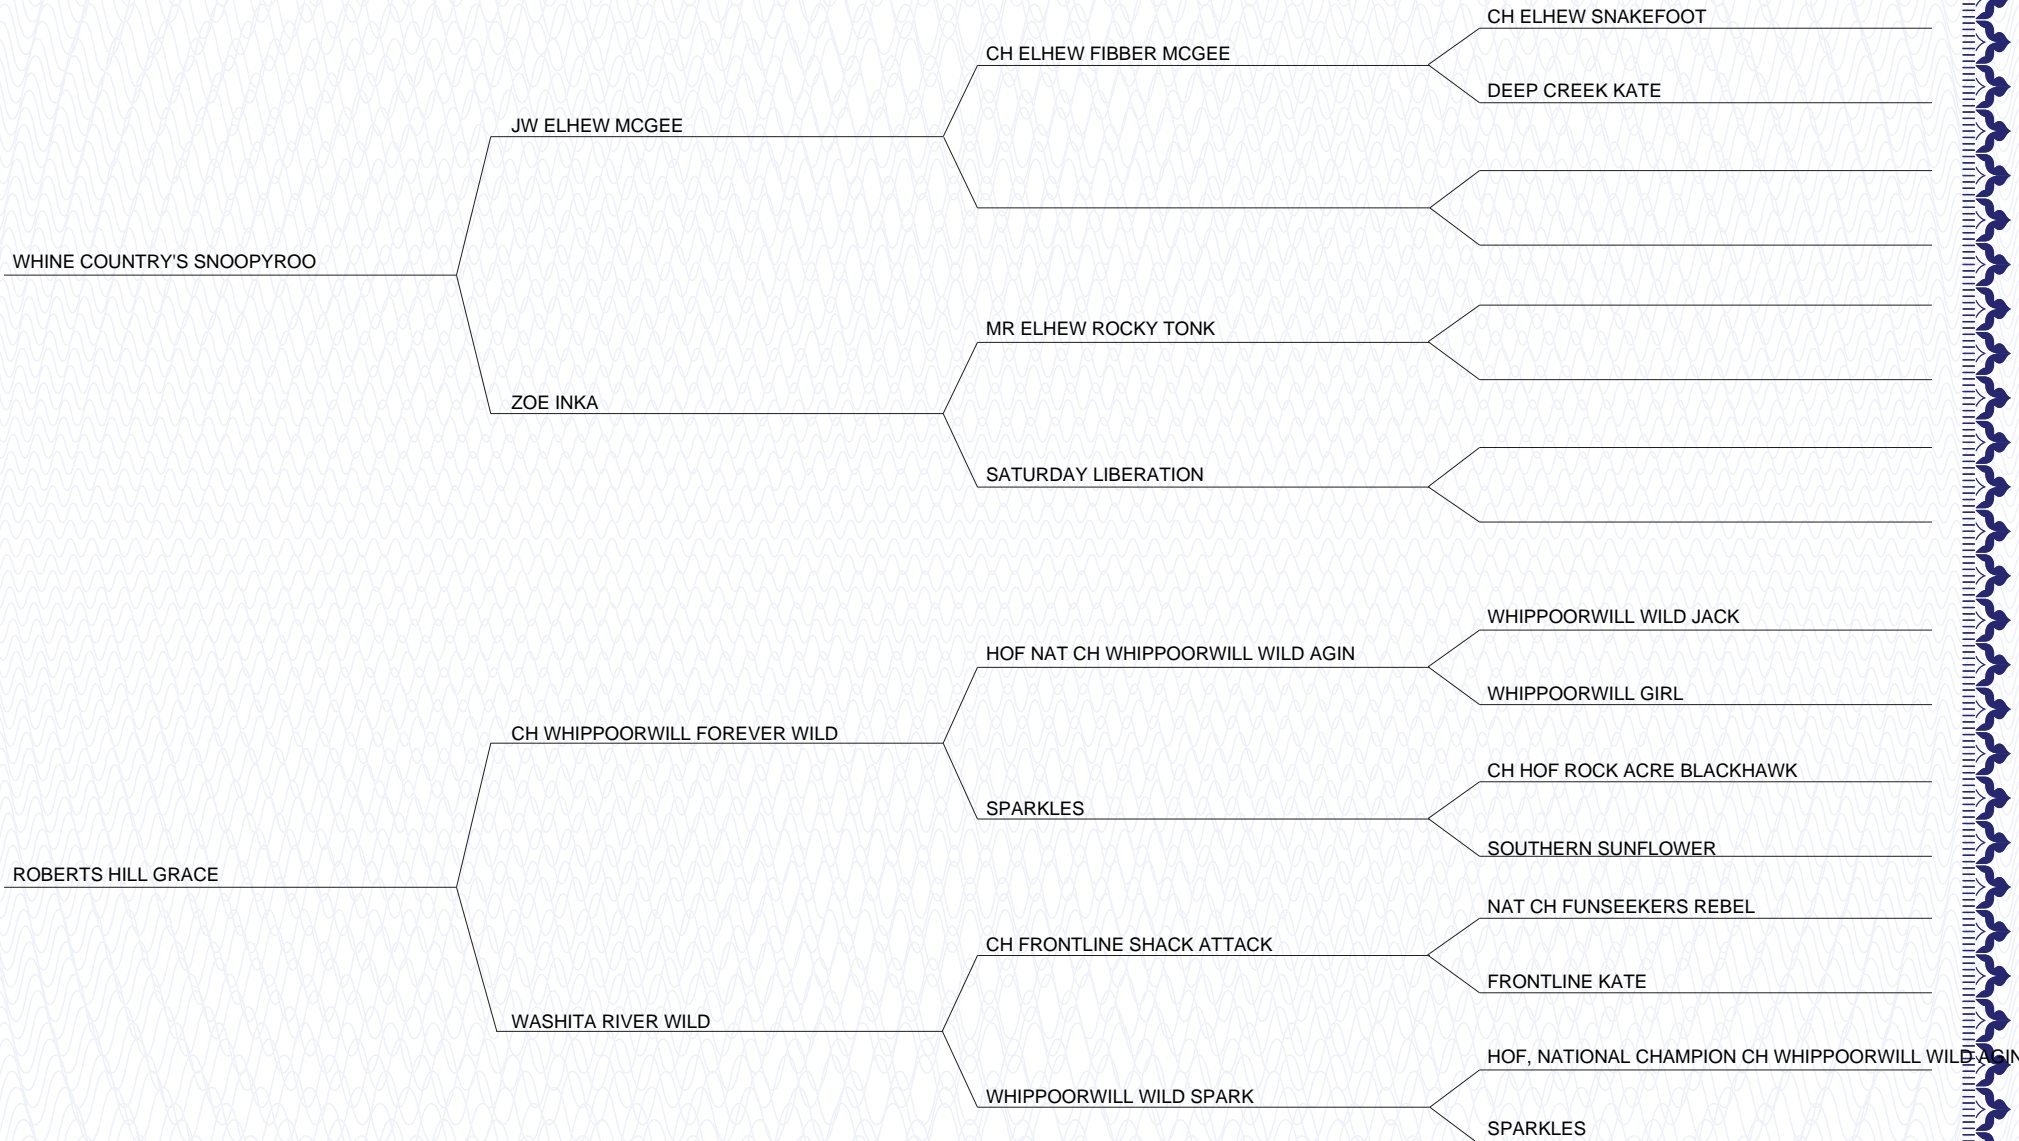 CH ELHEW SNAKEFOOT
CH ELHEW FIBBER MCGEE
DEEP CREEK KATE
JW ELHEW MCGEE
WHINE COUNTRY'S SNOOPYROO
MR ELHEW ROCKY TONK
ZOE INKA
SATURDAY LIBERATION
WHIPPOORWILL WILD JACK
HOF NAT CH WHIPPOORWILL WILD AGIN
WHIPPOORWILL GIRL
CH WHIPPOORWILL FOREVER WILD
CH HOF ROCK ACRE BLACKHAWK
SPARKLES
SOUTHERN SUNFLOWER
ROBERTS HILL GRACE
NAT CH FUNSEEKERS REBEL
CH FRONTLINE SHACK ATTACK
FRONTLINE KATE
WASHITA RIVER WILD
HOF, NATIONAL CHAMPION CH WHIPPOORWILL WILD AGIN
WHIPPOORWILL WILD SPARK
SPARKLES